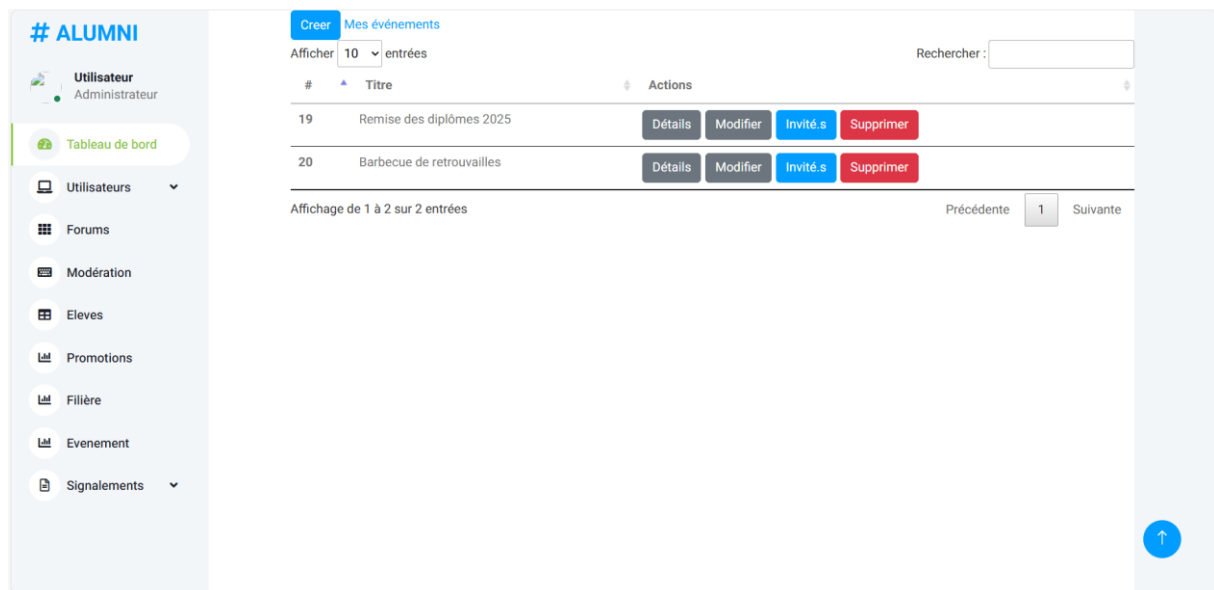 # ALUMNI
Utilisateur
Administrateur
Tableau de bord
Utilisateurs
Forums
Modération
Eleves
Promotions
Filière
Evenement
Signalements
Creer Mes événements
Afficher 10 entrées Rechercher :
# Titre Actions
19 Remise des diplômes 2025 Détails Modifier Invité.s Supprimer
20 Barbecue de retrouvailles Détails Modifier Invité.s Supprimer
Affichage de 1 à 2 sur 2 entrées Précédente 1 Suivante